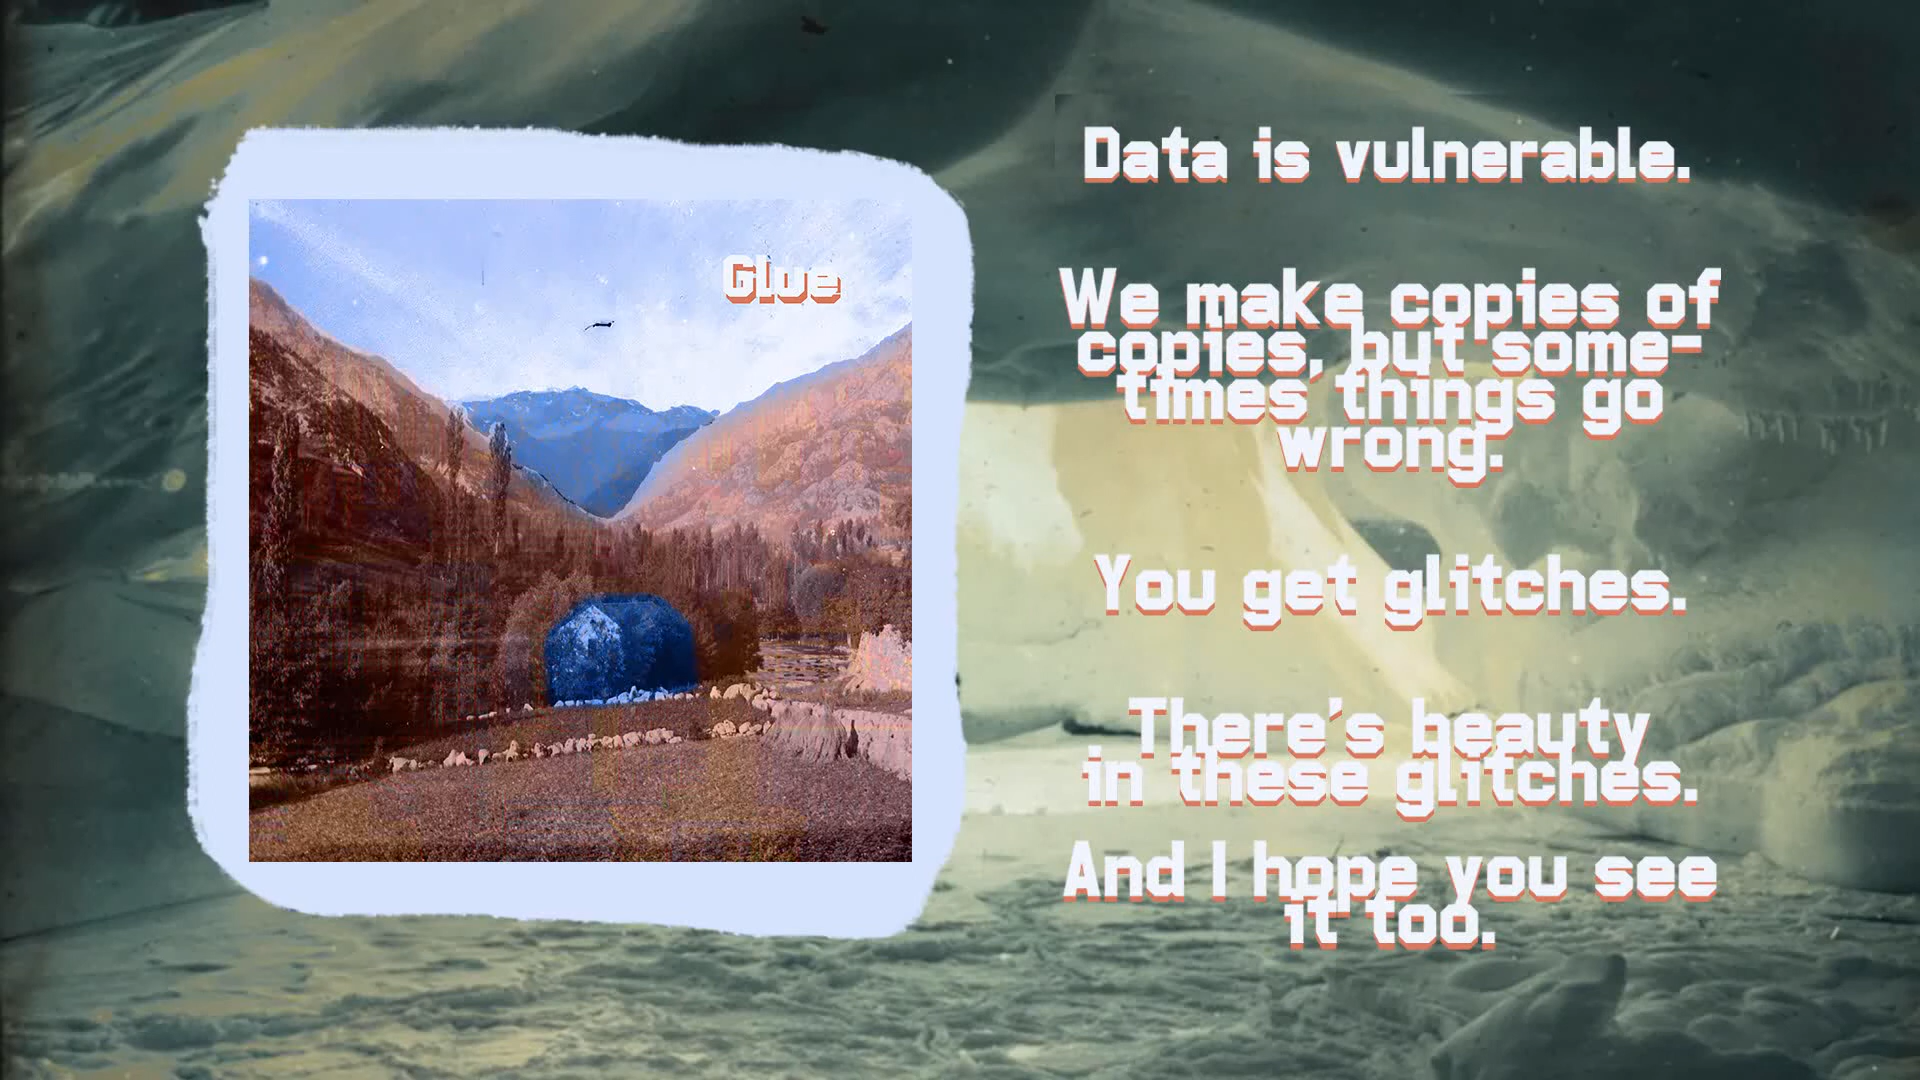 Glue
Data is vulnerable.
We make copies of
copies, but some-
times things go
wrong.
You get glitches.
There's beauty
in these glitches.
And I hope you see
it too.